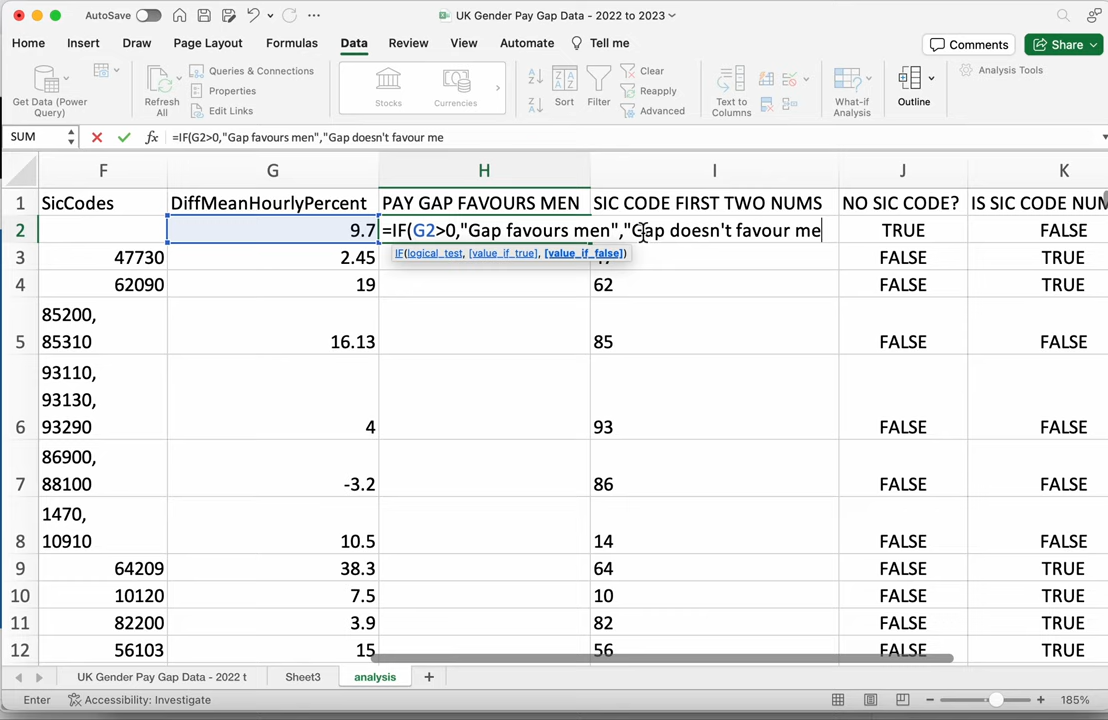 AutoSave
UK Gender Pay Gap Data - 2022 to 2023
Home Insert Draw Page Layout Formulas Data Review View Automate Tell me
Comments Share
Get Data (Power Query)
Refresh All
Queries & Connections
Properties
Edit Links
Stocks Currencies
Sort Filter
Clear
Reapply
Advanced
Text to Columns
What-if Analysis
Outline
Analysis Tools
SUM fx =IF(G2>0,"Gap favours men","Gap doesn't favour me
F G H I J K
1 SicCodes DiffMeanHourlyPercent PAY GAP FAVOURS MEN SIC CODE FIRST TWO NUMS NO SIC CODE? IS SIC CODE NUM
2 9.7 =IF(G2>0,"Gap favours men","Gap doesn't favour me TRUE FALSE
IF(logical_test, [value_if_true], [value_if_false])
3 47730 2.45 FALSE TRUE
4 62090 19 62 FALSE TRUE
85200,
5 85310 16.13 85 FALSE FALSE
93110,
93130,
6 93290 4 93 FALSE FALSE
86900,
7 88100 -3.2 86 FALSE FALSE
1470,
8 10910 10.5 14 FALSE FALSE
9 64209 38.3 64 FALSE TRUE
10 10120 7.5 10 FALSE TRUE
11 82200 3.9 82 FALSE TRUE
12 56103 15 56 FALSE TRUE
UK Gender Pay Gap Data - 2022 t Sheet3 analysis
Enter Accessibility: Investigate 185%